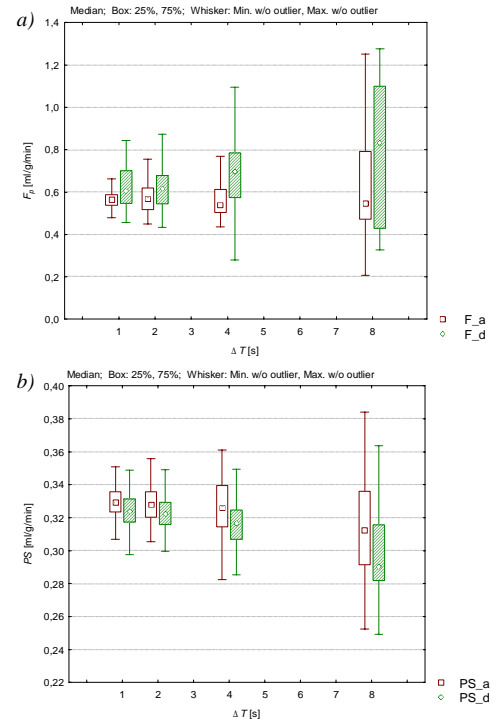 a)
Median; Box: 25%, 75%; Whisker: Min. w/o outlier, Max. w/o outlier
1,4
1,2
1,0
0,8
0,6
0,4
0,2
0,0
F_p [ml/g/min]
1 2 3 4 5 6 7 8
Δ T [s]
F_a
F_d
b)
Median; Box: 25%, 75%; Whisker: Min. w/o outlier, Max. w/o outlier
0,40
0,38
0,36
0,34
0,32
0,30
0,28
0,26
0,24
0,22
PS [ml/g/min]
1 2 3 4 5 6 7 8
Δ T [s]
PS_a
PS_d